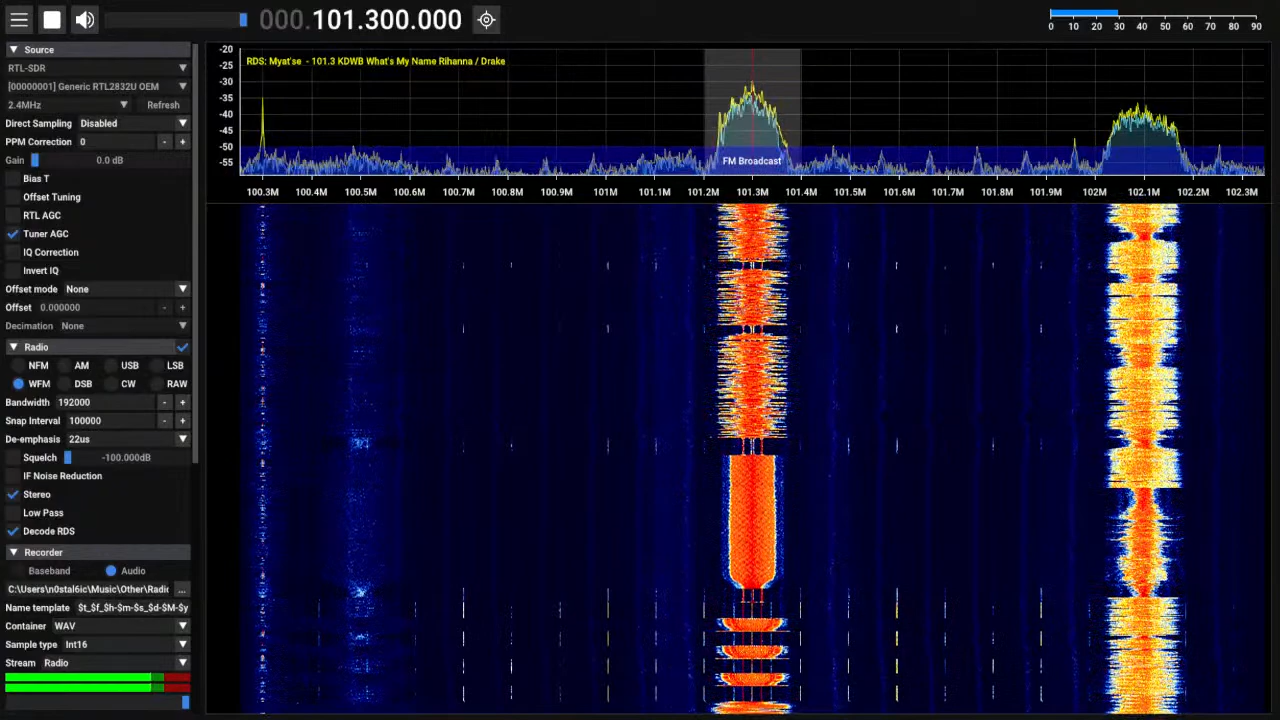 000.101.300.000
0 10 20 30 40 50 60 70 80 90
Source
RTL-SDR
[00000001] Generic RTL2832U OEM
2.4MHz Refresh
Direct Sampling Disabled
PPM Correction 0 - +
Gain 0.0 dB
Bias T
Offset Tuning
RTL AGC
Tuner AGC
IQ Correction
Invert IQ
Offset mode None
Offset 0.000000 - +
Decimation None
Radio
NFM AM USB LSB
WFM DSB CW RAW
Bandwidth 192000 - +
Snap Interval 100000 - +
De-emphasis 22us
Squelch -100.000dB
IF Noise Reduction
Stereo
Low Pass
Decode RDS
Recorder
Baseband Audio
C:\Users\n0stal6ic\Music\Other\Radio ...
Name template $t_$f_$h-$m-$s_$d-$M-$y
Container WAV
Sample type Int16
Stream Radio
-20
RDS: Myat'se - 101.3 KDWB What's My Name Rihanna / Drake
-25
-30
-35
-40
-45
-50
-55
FM Broadcast
100.3M 100.4M 100.5M 100.6M 100.7M 100.8M 100.9M 101M 101.1M 101.2M 101.3M 101.4M 101.5M 101.6M 101.7M 101.8M 101.9M 102M 102.1M 102.2M 102.3M